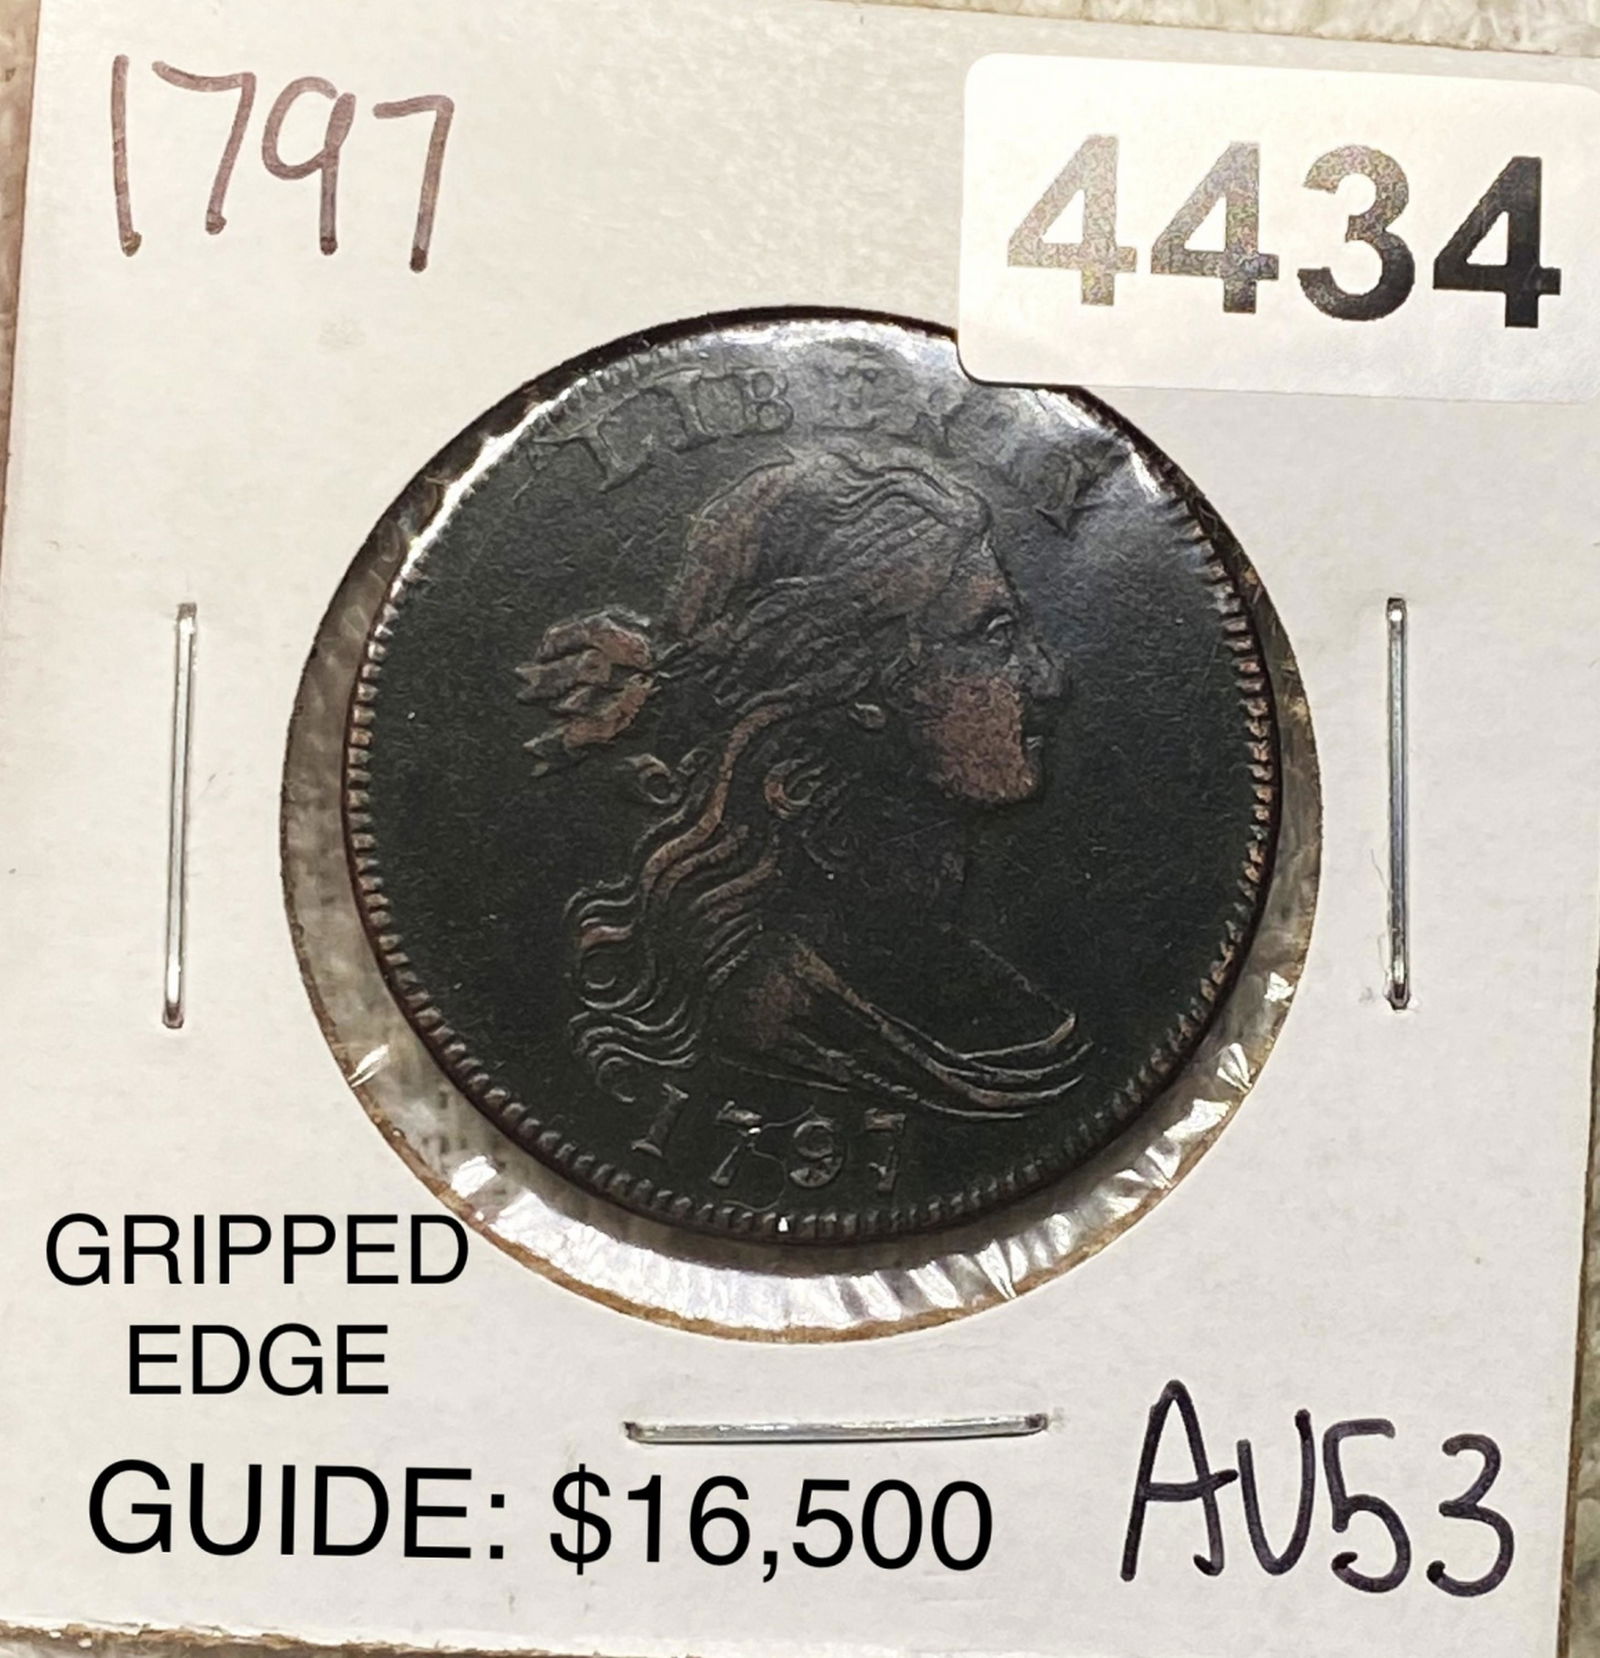 1797
4434
LIBERTY
1797
GRIPPED
EDGE
GUIDE: $16,500
AU53